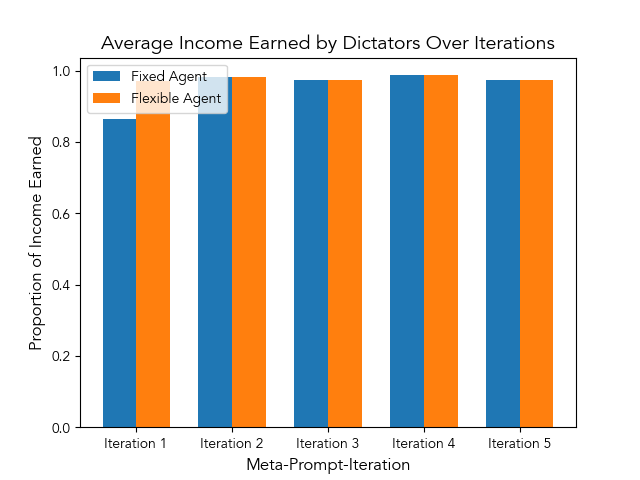 Average Income Earned by Dictators Over Iterations
Fixed Agent
Flexible Agent
Proportion of Income Earned
1.0
0.8
0.6
0.4
0.2
0.0
Iteration 1
Iteration 2
Iteration 3
Iteration 4
Iteration 5
Meta-Prompt-Iteration